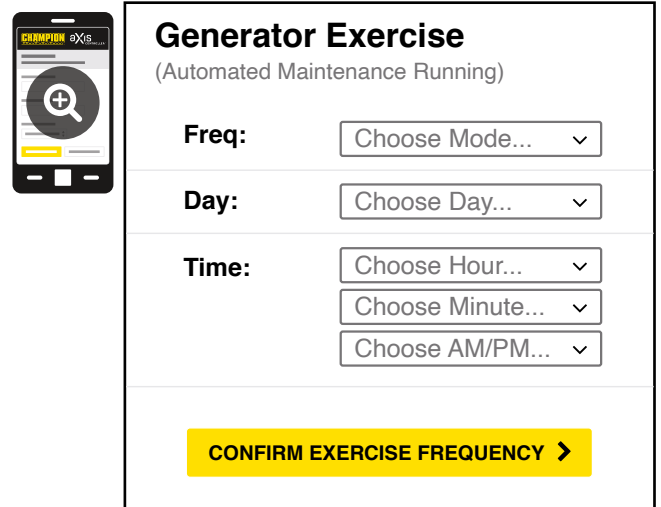 CHAMPION aXis
CONTROLLER
Generator Exercise
(Automated Maintenance Running)
Freq:
Choose Mode...
Day:
Choose Day...
Time:
Choose Hour...
Choose Minute...
Choose AM/PM...
CONFIRM EXERCISE FREQUENCY